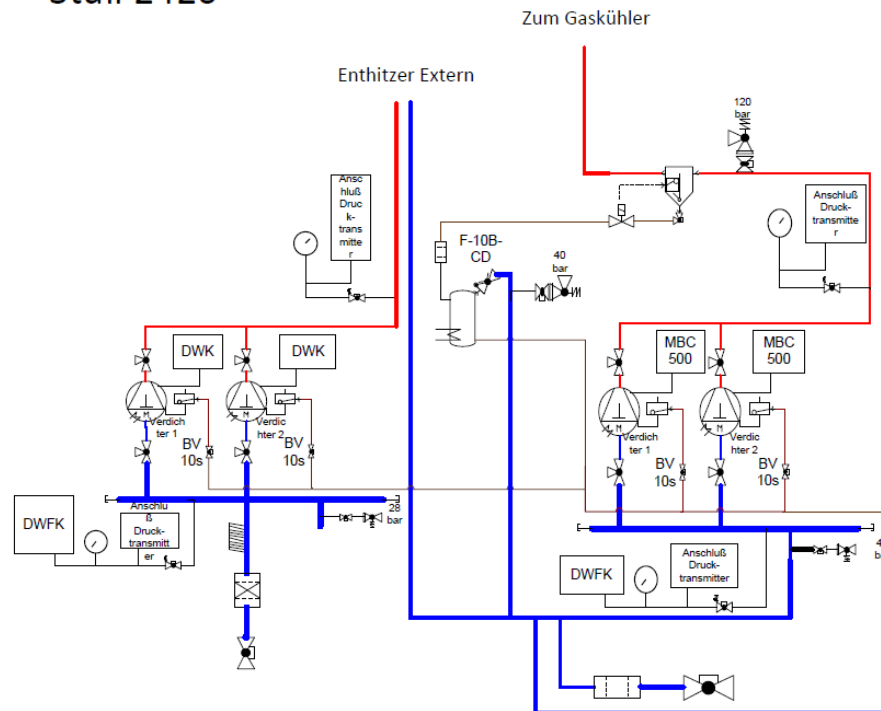 Zum Gaskühler
Enthitzer Extern
120
bar
Ansc
hluß
Druc
k-
trans
mitte
r
Anschluß
Druck-
transmitte
r
F-10B-
CD
40
bar
DWK
DWK
MBC
500
MBC
500
Verdich
ter 1
Verdic
hter 2
BV
10s
BV
10s
Verdich
ter 1
Verdic
hter 2
BV
10s
BV
10s
M
M
M
M
28
bar
DWFK
Anschlu
ß
Druck-
transmitt
er
DWFK
Anschluß
Druck-
transmitter